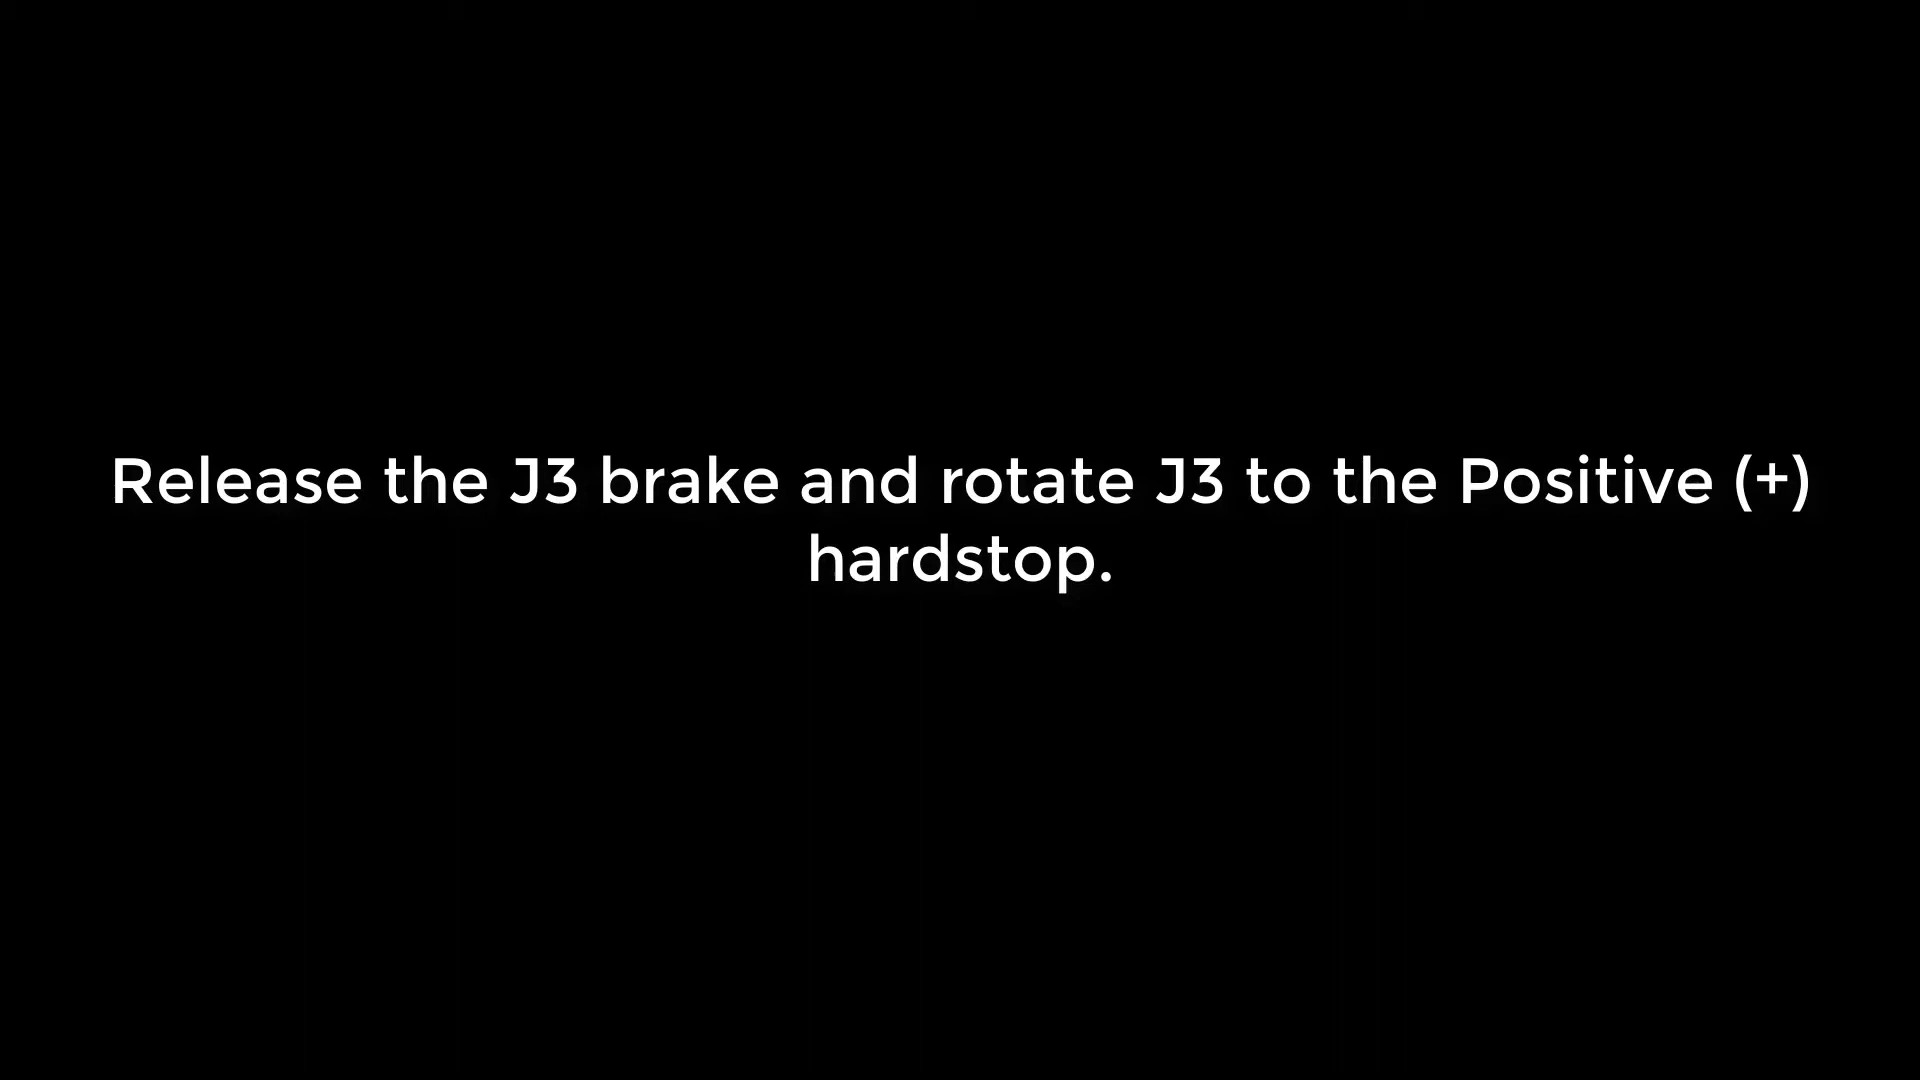 Release the J3 brake and rotate J3 to the Positive (+)
hardstop.